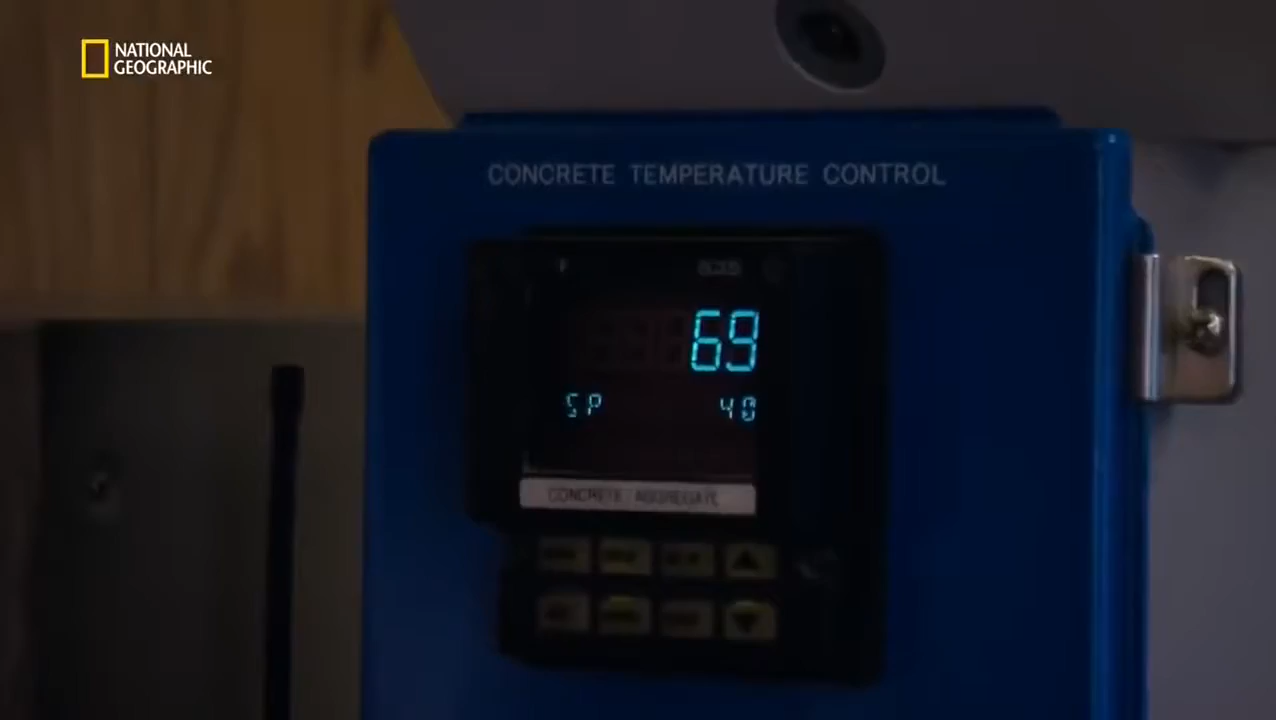 NATIONAL
GEOGRAPHIC
CONCRETE TEMPERATURE CONTROL
69
SP 40
CONCRETE AGGREGATE